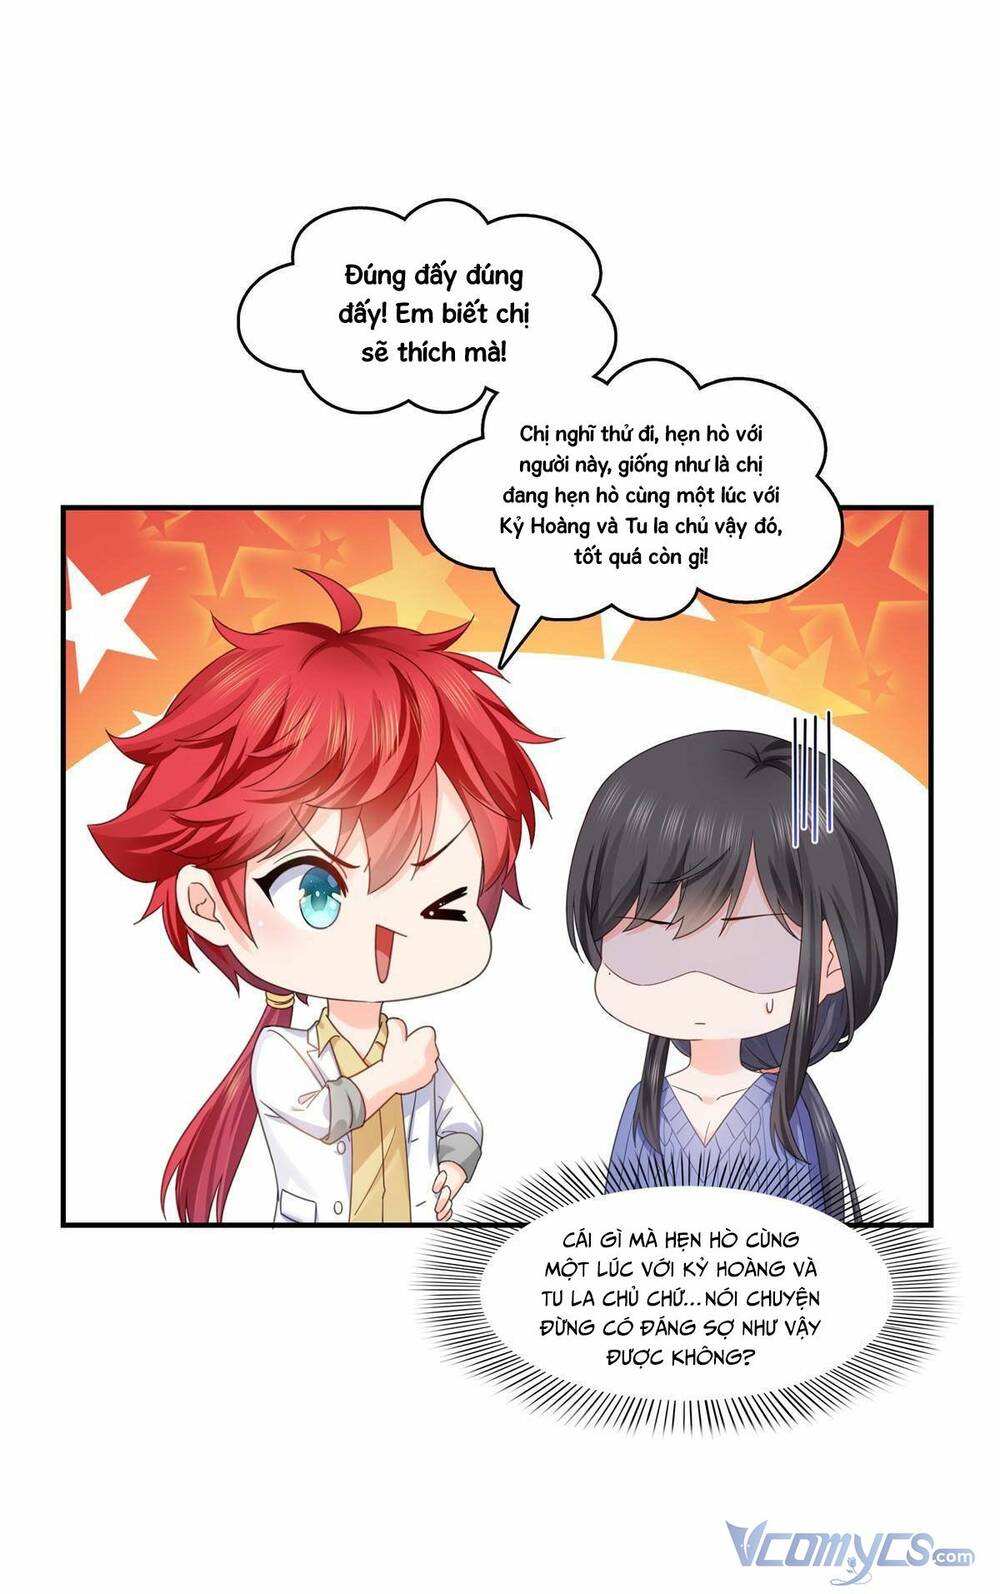 Đúng đấy đúng
đấy! Em biết chị
sẽ thích mà!
Chị nghĩ thử đi, hẹn hò với
người này, giống như là chị
đang hẹn hò cùng một lúc với
Kỷ Hoàng và Tu la chủ vậy đó,
tốt quá còn gì!
CÁI GÌ MÀ HẸN HÒ CÙNG
MỘT LÚC VỚI KỶ HOÀNG VÀ
TU LA CHỦ CHỨ...NÓI CHUYỆN
ĐỪNG CÓ ĐÁNG SỢ NHƯ VẬY
ĐƯỢC KHÔNG?
VCOMYCS.com